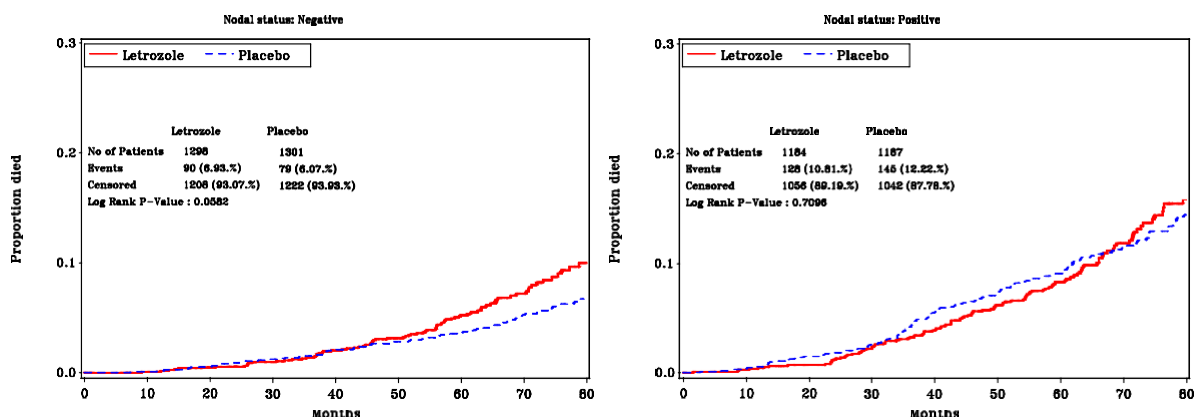 Nodal status: Negative
0.3
Letrozole Placebo
Letrozole Placebo
No of Patients 1298 1301
Events 90 (6.93.%) 79 (6.07.%)
Censored 1208 (93.07.%) 1222 (93.93.%)
Log Rank P-Value : 0.0582
0.2
0.1
0.0
Proportion died
0 10 20 30 40 50 60 70 80
MONTHS
Nodal status: Positive
0.3
Letrozole Placebo
Letrozole Placebo
No of Patients 1184 1187
Events 128 (10.81.%) 145 (12.22.%)
Censored 1056 (89.19.%) 1042 (87.78.%)
Log Rank P-Value : 0.7096
0.2
0.1
0.0
Proportion died
0 10 20 30 40 50 60 70 80
MONTHS